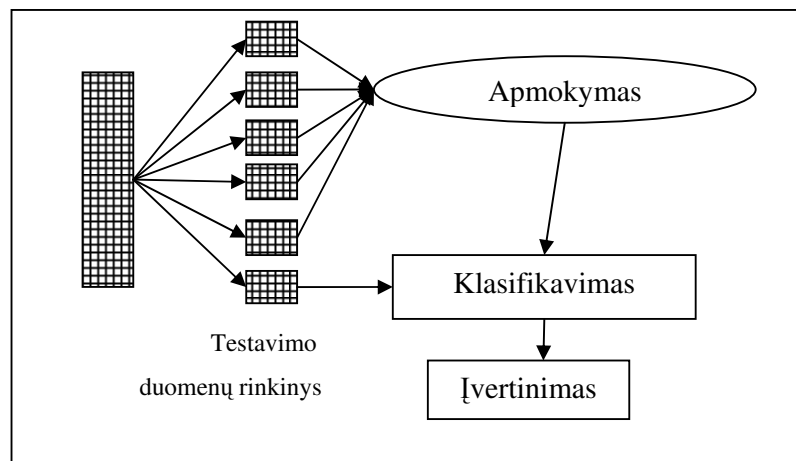 Apmokymas
Klasifikavimas
Testavimo
duomenų rinkinys
Įvertinimas